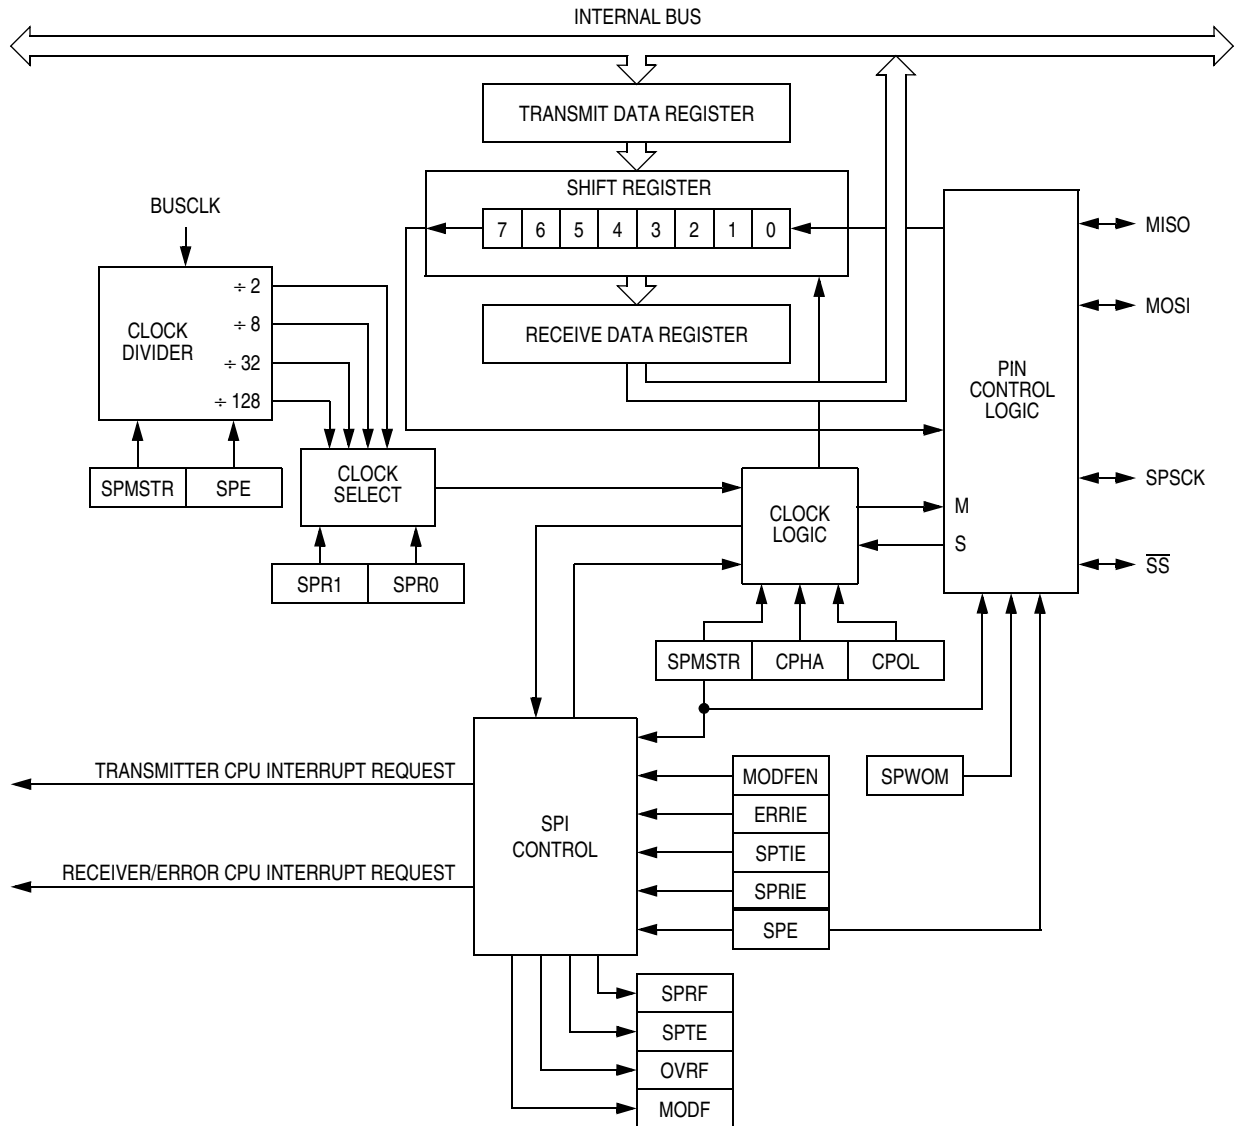 INTERNAL BUS
TRANSMIT DATA REGISTER
SHIFT REGISTER
7 6 5 4 3 2 1 0
RECEIVE DATA REGISTER
BUSCLK
CLOCK
DIVIDER
÷ 2
÷ 8
÷ 32
÷ 128
SPMSTR SPE
CLOCK
SELECT
SPR1 SPR0
CLOCK
LOGIC
M
S
PIN
CONTROL
LOGIC
MISO
MOSI
SPSCK
S̅S̅
SPMSTR CPHA CPOL
TRANSMITTER CPU INTERRUPT REQUEST
RECEIVER/ERROR CPU INTERRUPT REQUEST
SPI
CONTROL
MODFEN
ERRIE
SPTIE
SPRIE
SPE
SPWOM
SPRF
SPTE
OVRF
MODF